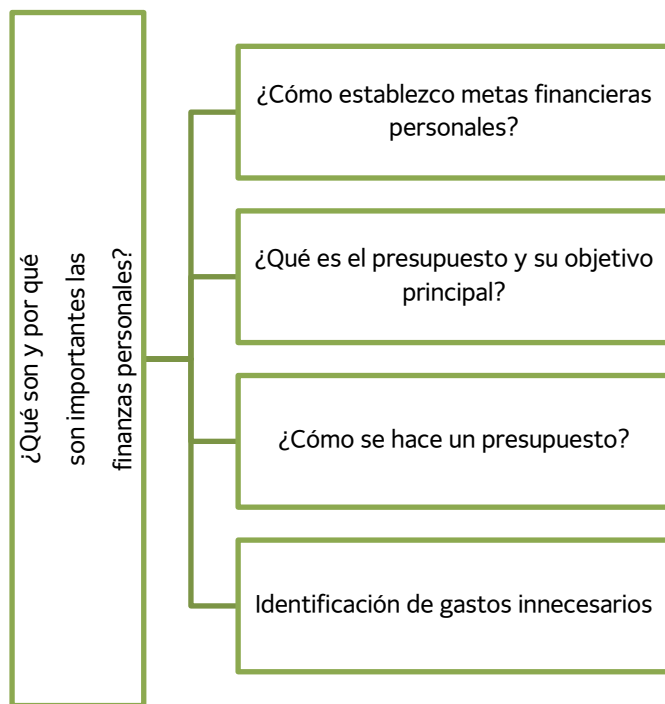 ¿Qué son y por qué
son importantes las
finanzas personales?
¿Cómo establezco metas financieras
personales?
¿Qué es el presupuesto y su objetivo
principal?
¿Cómo se hace un presupuesto?
Identificación de gastos innecesarios